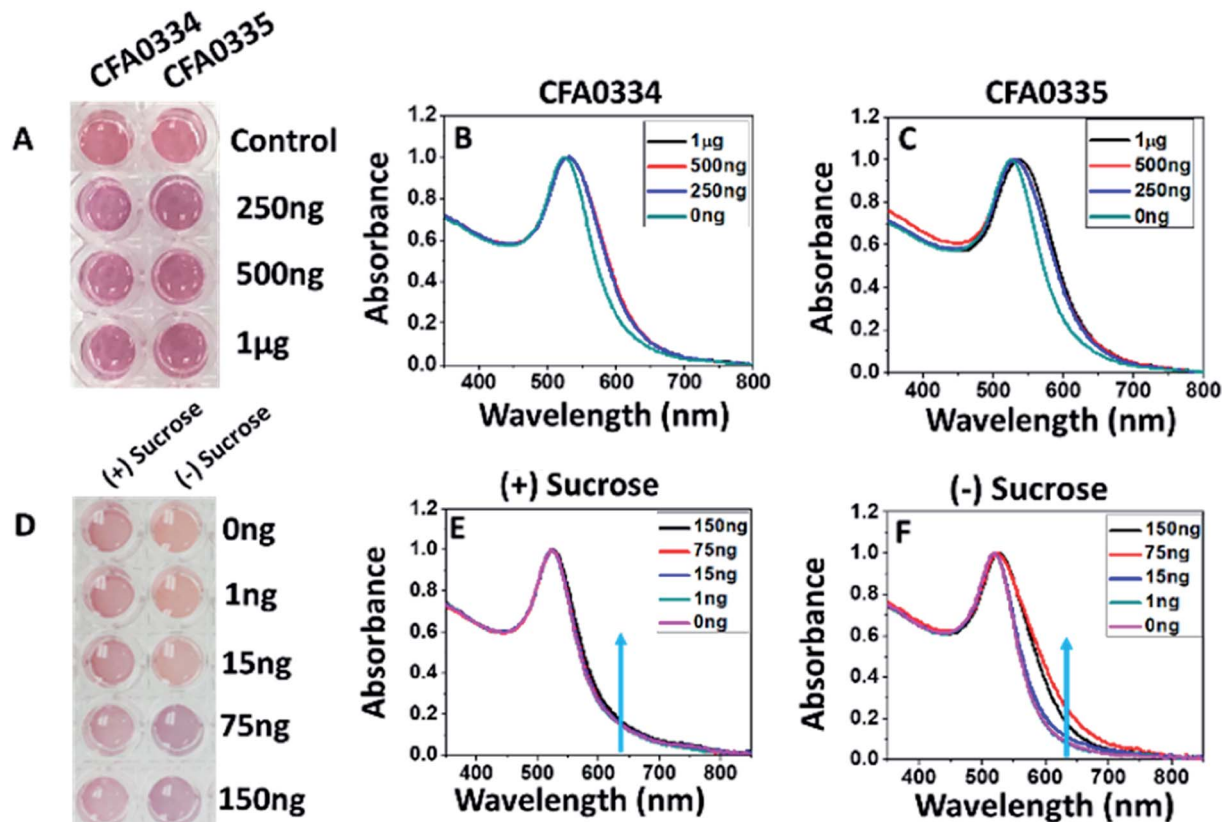 CFA0334
CFA0335
A
Control
250ng
500ng
1µg
CFA0334
B
1µg
500ng
250ng
0ng
Absorbance
1.2
1.0
0.8
0.6
0.4
0.2
0.0
400 500 600 700 800
Wavelength (nm)
CFA0335
C
1µg
500ng
250ng
0ng
Absorbance
1.2
1.0
0.8
0.6
0.4
0.2
0.0
400 500 600 700 800
Wavelength (nm)
(+) Sucrose
(-) Sucrose
D
0ng
1ng
15ng
75ng
150ng
(+) Sucrose
E
150ng
75ng
15ng
1ng
0ng
Absorbance
1.2
1.0
0.8
0.6
0.4
0.2
0.0
400 500 600 700 800
Wavelength (nm)
(-) Sucrose
F
150ng
75ng
15ng
1ng
0ng
Absorbance
1.2
1.0
0.8
0.6
0.4
0.2
0.0
400 500 600 700 800
Wavelength (nm)